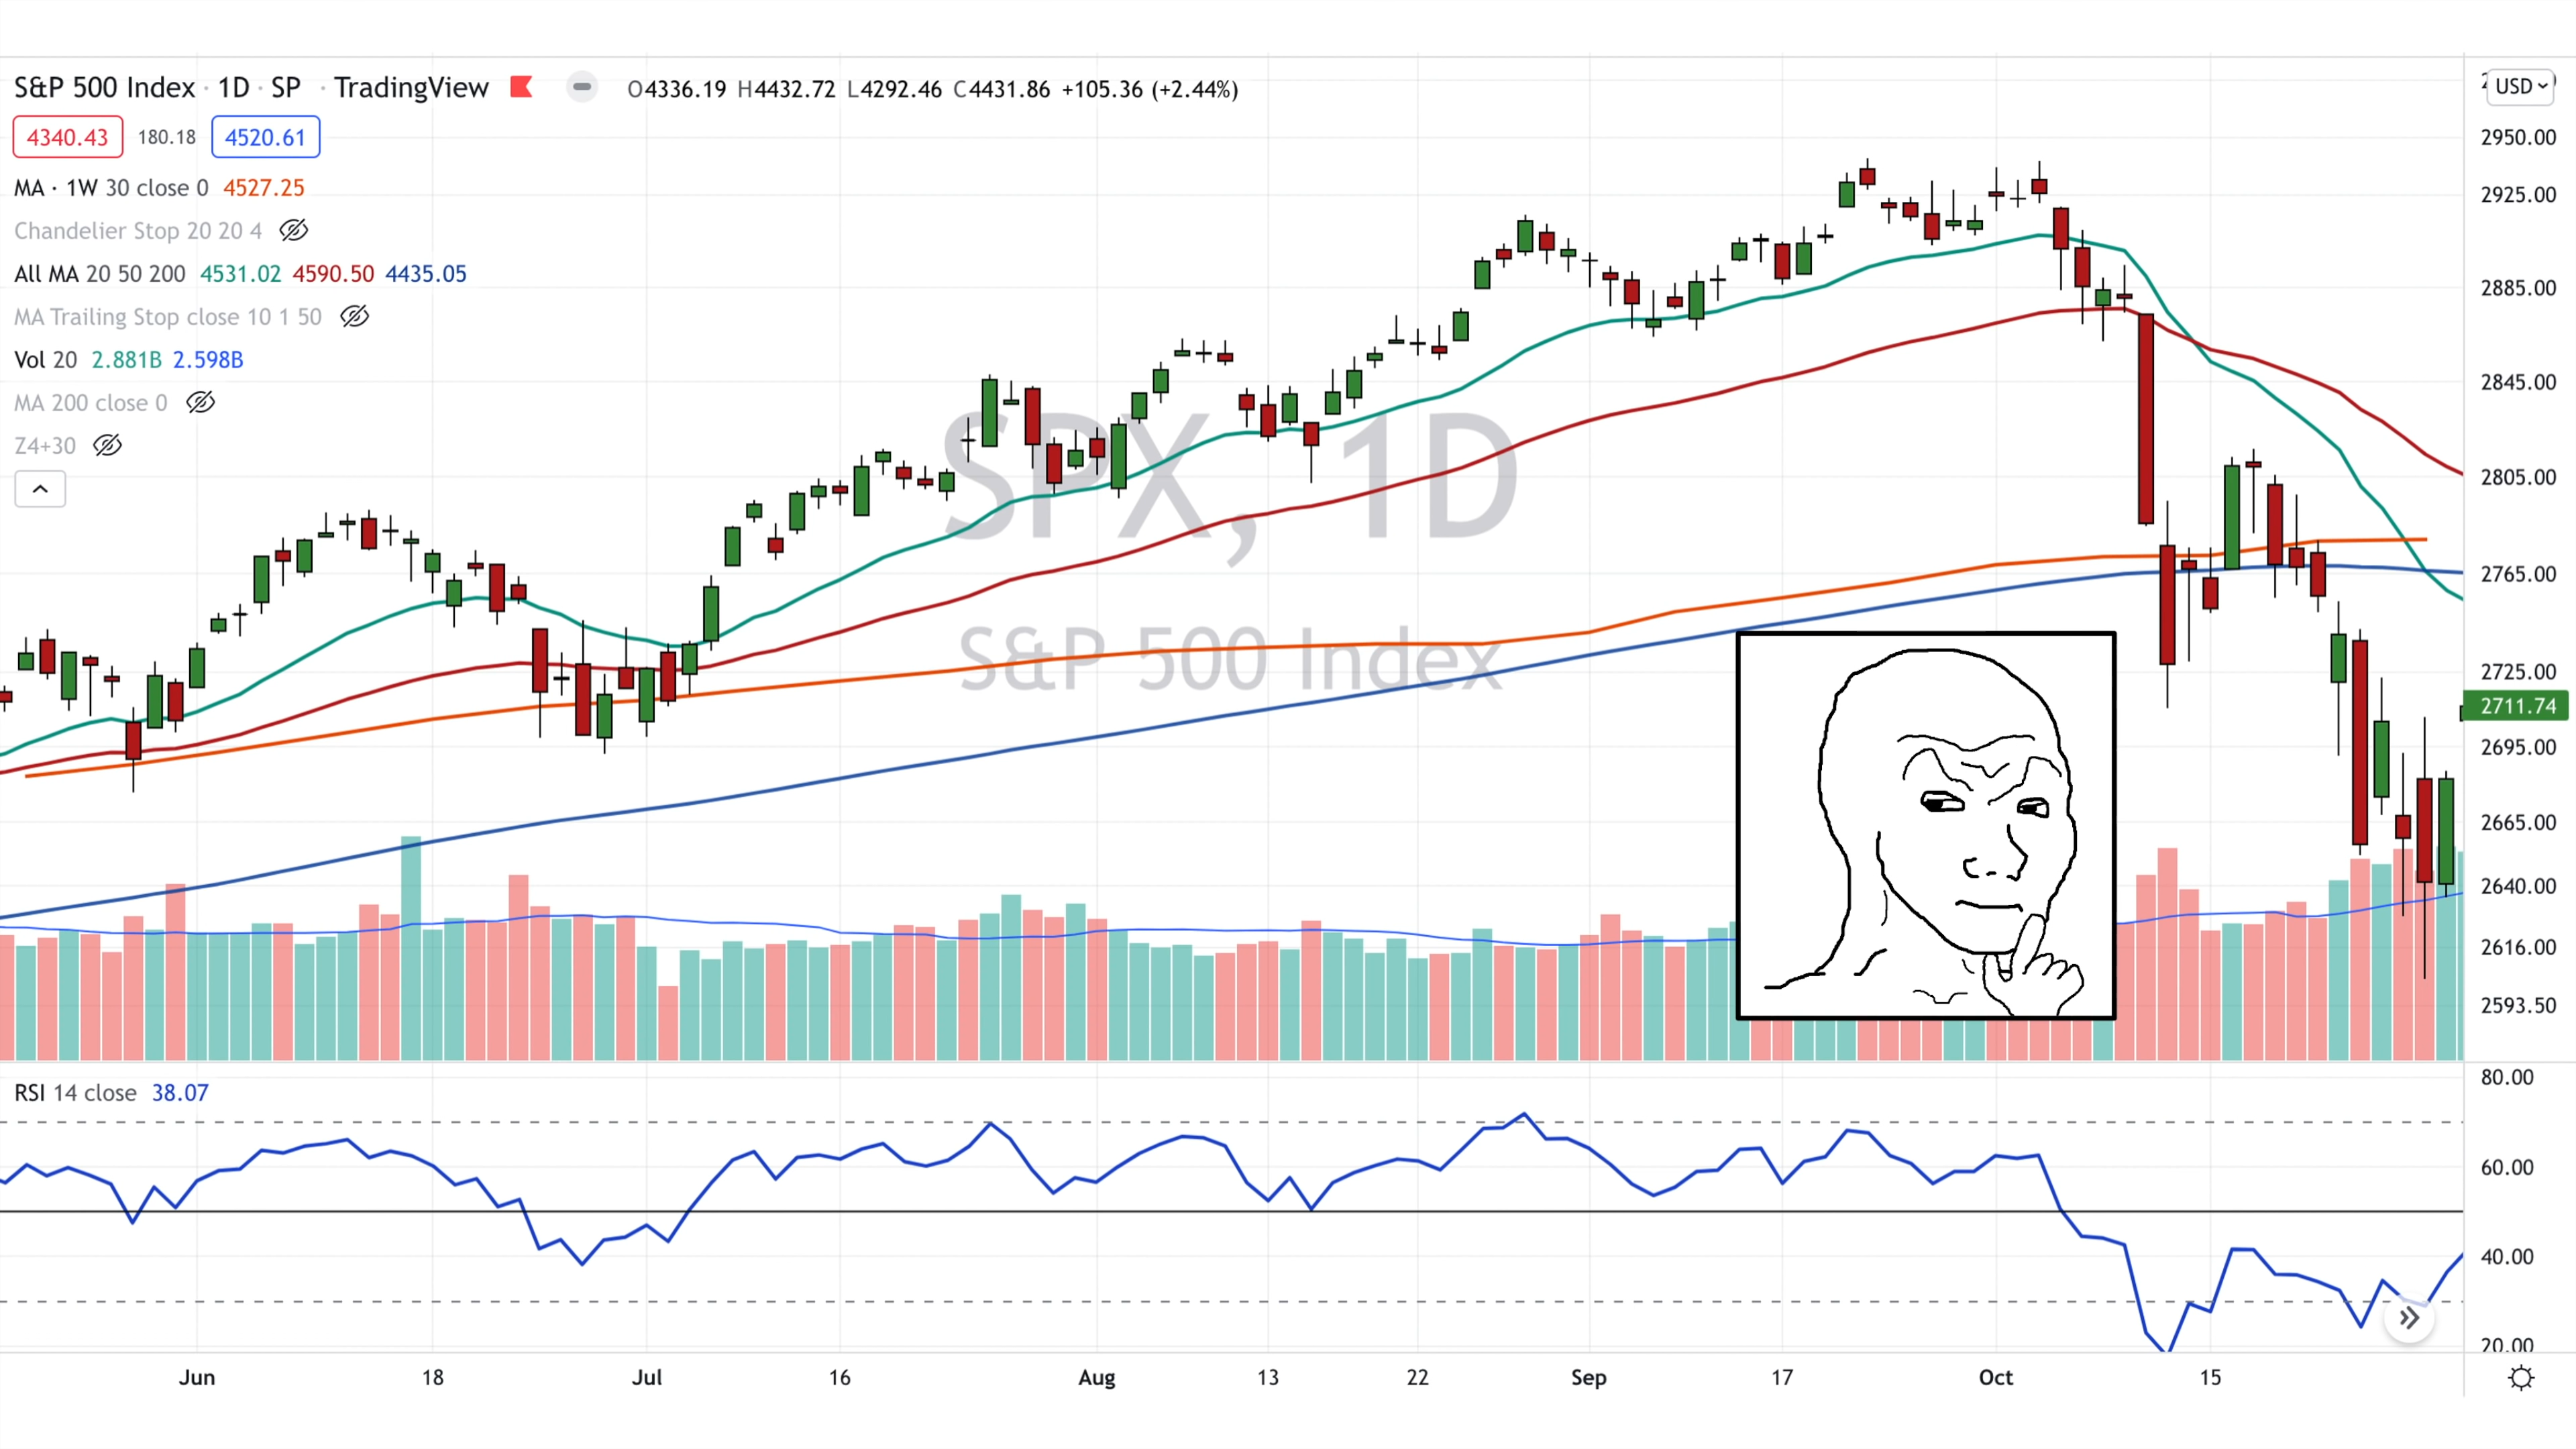 S&P 500 Index · 1D · SP · TradingView O4336.19 H4432.72 L4292.46 C4431.86 +105.36 (+2.44%)
USD
4340.43 180.18 4520.61
2950.00
MA · 1W 30 close 0 4527.25
2925.00
Chandelier Stop 20 20 4
All MA 20 50 200 4531.02 4590.50 4435.05
2885.00
MA Trailing Stop close 10 1 50
Vol 20 2.881B 2.598B
2845.00
MA 200 close 0
Z4+30
SPX, 1D
2805.00
2765.00
S&P 500 Index
2725.00
2711.74
2695.00
2665.00
2640.00
2616.00
2593.50
RSI 14 close 38.07
80.00
60.00
40.00
20.00
Jun 18 Jul 16 Aug 13 22 Sep 17 Oct 15